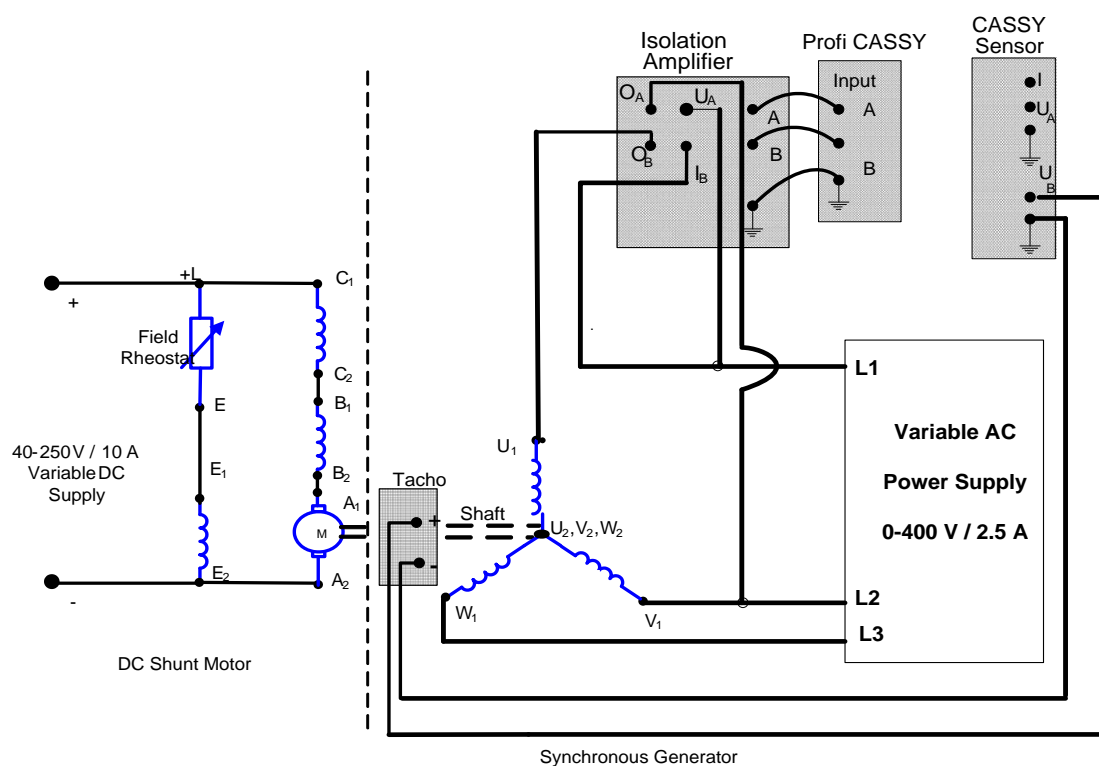 Isolation
Amplifier
Profi CASSY
CASSY
Sensor
O_A
U_A
A
Input
A
I
U_A
O_B
I_B
B
B
U
B
+L
C₁
+
Field
Rheostat
C₂
B₁
E
L1
Variable AC
Power Supply
0-400 V / 2.5 A
40-250V / 10 A
Variable DC
Supply
E₁
B₂
A₁
M
U₁
Tacho
+
Shaft
U₂,V₂,W₂
-
E₂
A₂
-
W₁
V₁
L2
L3
DC Shunt Motor
Synchronous Generator